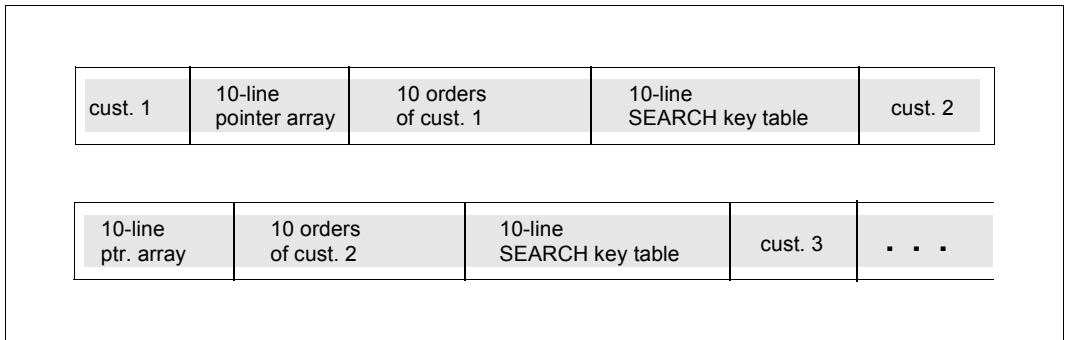 cust. 1
10-line
pointer array
10 orders
of cust. 1
10-line
SEARCH key table
cust. 2
10-line
ptr. array
10 orders
of cust. 2
10-line
SEARCH key table
cust. 3
. . .